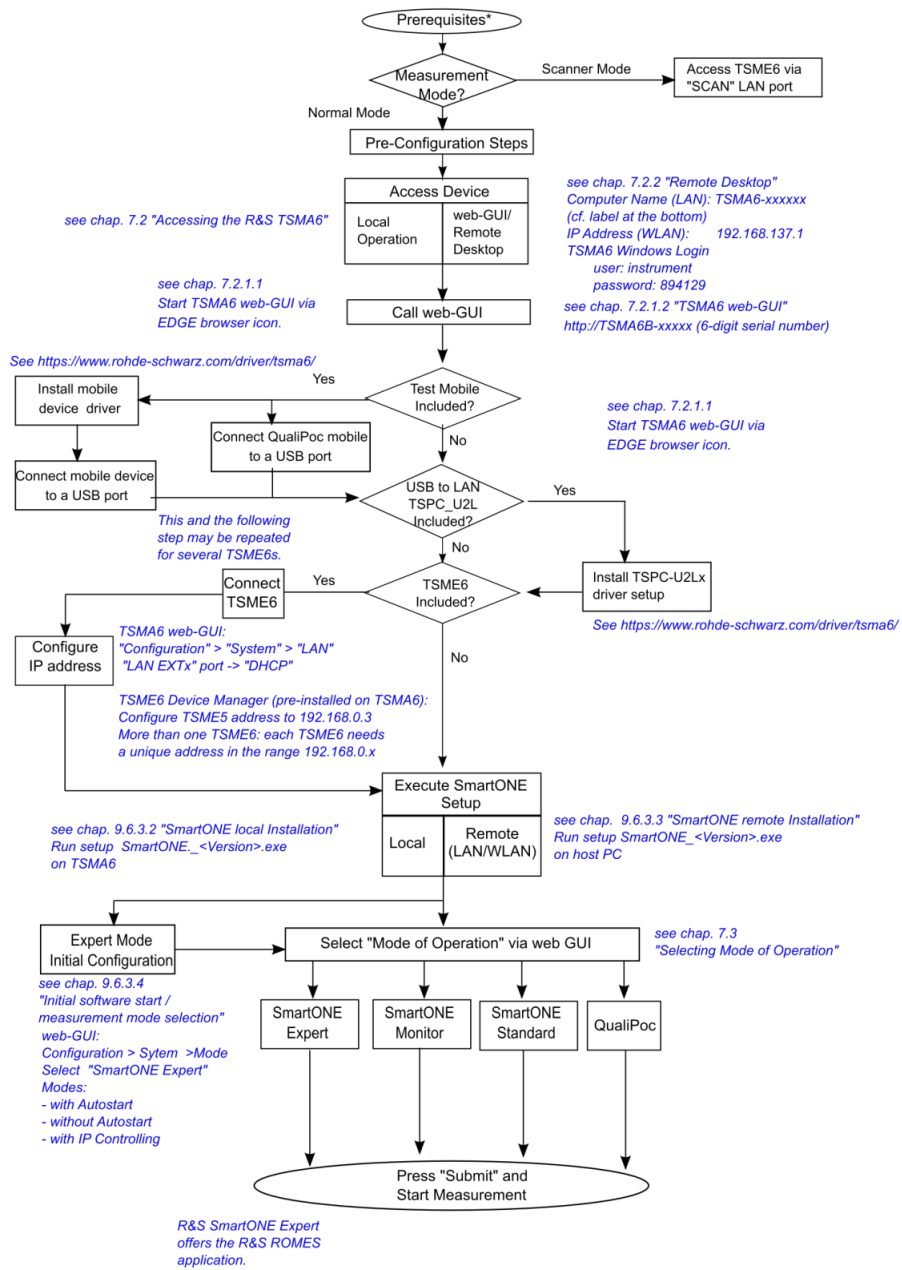 Prerequisites*
Measurement
Mode?
Scanner Mode
Access TSME6 via
"SCAN" LAN port
Normal Mode
Pre-Configuration Steps
Access Device
Local
Operation
web-GUI/
Remote
Desktop
see chap. 7.2 "Accessing the R&S TSMA6"
see chap. 7.2.2 "Remote Desktop"
Computer Name (LAN): TSMA6-xxxxxx
(cf. label at the bottom)
IP Address (WLAN): 192.168.137.1
TSMA6 Windows Login
user: instrument
password: 894129
see chap. 7.2.1.1
Start TSMA6 web-GUI via
EDGE browser icon.
Call web-GUI
see chap. 7.2.1.2 "TSMA6 web-GUI"
http://TSMA6B-xxxxx (6-digit serial number)
See https://www.rohde-schwarz.com/driver/tsma6/
Install mobile
device driver
Yes
Test Mobile
Included?
see chap. 7.2.1.1
Start TSMA6 web-GUI via
EDGE browser icon.
Connect QualiPoc mobile
to a USB port
No
Connect mobile device
to a USB port
USB to LAN
TSPC_U2L
Included?
Yes
This and the following
step may be repeated
for several TSME6s.
No
Connect
TSME6
Yes
TSME6
Included?
Install TSPC-U2Lx
driver setup
See https://www.rohde-schwarz.com/driver/tsma6/
Configure
IP address
TSMA6 web-GUI:
"Configuration" > "System" > "LAN"
"LAN EXTx" port -> "DHCP"
No
TSME6 Device Manager (pre-installed on TSMA6):
Configure TSME5 address to 192.168.0.3
More than one TSME6: each TSME6 needs
a unique address in the range 192.168.0.x
Execute SmartONE
Setup
Local
Remote
(LAN/WLAN)
see chap. 9.6.3.2 "SmartONE local Installation"
Run setup SmartONE._<Version>.exe
on TSMA6
see chap. 9.6.3.3 "SmartONE remote Installation"
Run setup SmartONE_<Version>.exe
on host PC
Expert Mode
Initial Configuration
Select "Mode of Operation" via web GUI
see chap. 7.3
"Selecting Mode of Operation"
see chap. 9.6.3.4
"Initial software start /
measurement mode selection"
web-GUI:
Configuration > Sytem >Mode
Select "SmartONE Expert"
Modes:
- with Autostart
- without Autostart
- with IP Controlling
SmartONE
Expert
SmartONE
Monitor
SmartONE
Standard
QualiPoc
Press "Submit" and
Start Measurement
R&S SmartONE Expert
offers the R&S ROMES
application.